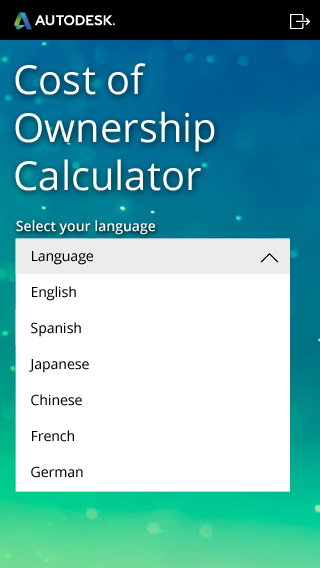 AUTODESK.
Cost of
Ownership
Calculator
Select your language
Language
English
Spanish
Japanese
Chinese
French
German